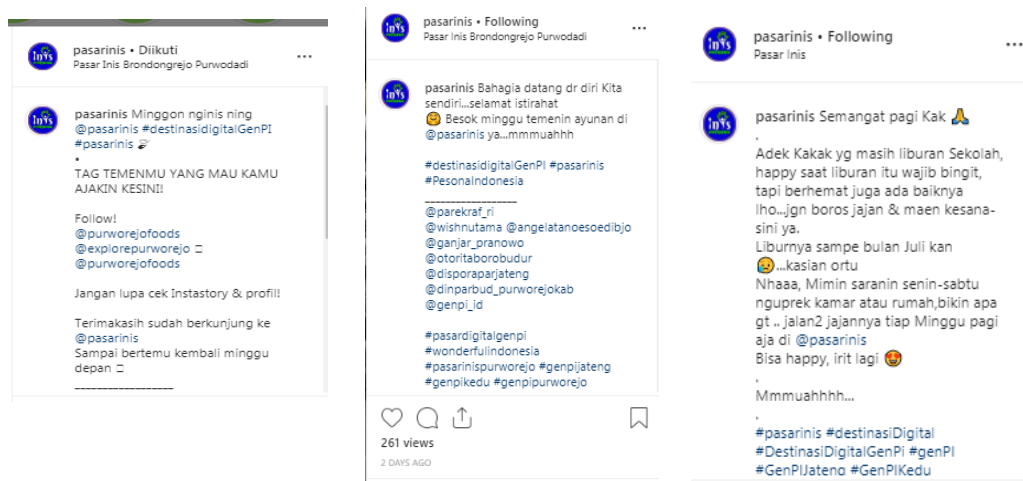 inis
pasarinis • Diikuti
Pasar Inis Brondongrejo Purwodadi
inis
pasarinis Minggon nginis ning
@pasarinis #destinasidigitalGenPI
#pasarinis
•
TAG TEMENMU YANG MAU KAMU
AJAKIN KESINI!
Follow!
@purworejofoods
@explorepurworejo
@purworejofoods
Jangan lupa cek Instastory & profil!
Terimakasih sudah berkunjung ke
@pasarinis
Sampai bertemu kembali minggu
depan
__________________
inis
pasarinis • Following
Pasar Inis Brondongrejo Purwodadi
inis
pasarinis Bahagia datang dr diri Kita
sendiri...selamat istirahat
🤗 Besok minggu temenin ayunan di
@pasarinis ya...mmmuahhh
#destinasidigitalGenPI #pasarinis
#PesonaIndonesia
_________________
@parekraf_ri
@wishnutama @angelatanoesoedibjo
@ganjar_pranowo
@otoritaborobudur
@disporaparjateng
@dinparbud_purworejokab
@genpi_id
#pasardigitalgenpi
#wonderfulindonesia
#pasarinispurworejo #genpijateng
#genpikedu #genpipurworejo
261 views
2 DAYS AGO
inis
pasarinis • Following
Pasar Inis
inis
pasarinis Semangat pagi Kak 🙏
.
Adek Kakak yg masih liburan Sekolah,
happy saat liburan itu wajib bingit,
tapi berhemat juga ada baiknya
lho...jgn boros jajan & maen kesana-
sini ya.
Liburnya sampe bulan Juli kan
😥...kasian ortu
Nhaaa, Mimin saranin senin-sabtu
nguprek kamar atau rumah,bikin apa
gt .. jalan2 jajannya tiap Minggu pagi
aja di @pasarinis
Bisa happy, irit lagi 😍
.
Mmmuahhhh...
.
#pasarinis #destinasiDigital
#DestinasiDigitalGenPi #genPI
#GenPIJateng #GenPIKedu